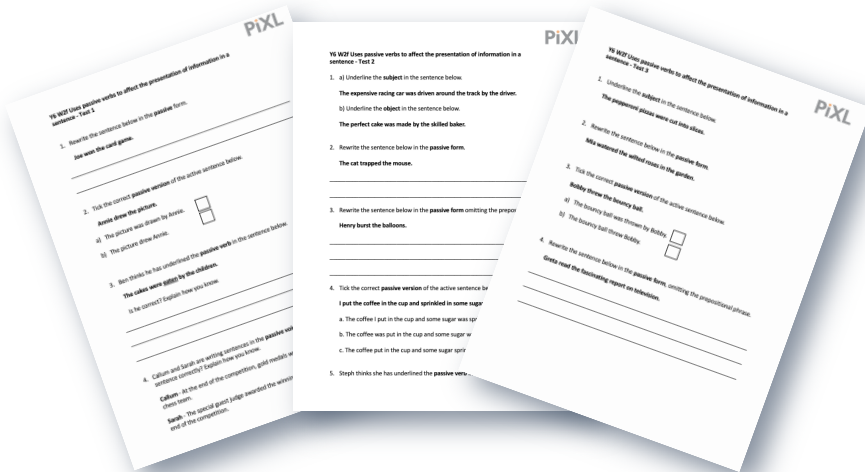 PiXL
Y6 W2f Uses passive verbs to affect the presentation of information in a
sentence - Test 1
1. Rewrite the sentence below in the passive form.
Joe won the card game.
2. Tick the correct passive version of the active sentence below.
Annie drew the picture.
a) The picture was drawn by Annie.
b) The picture drew Annie.
3. Ben thinks he has underlined the passive verb in the sentence below.
The cakes were eaten by the children.
Is he correct? Explain how you know.
4. Callum and Sarah are writing sentences in the passive
sentence correctly? Explain how you know.
Callum - At the end of the competition, gold medals
chess team.
Sarah - The special guest judge awarded the winning
end of the competition.
PiXL
Y6 W2f Uses passive verbs to affect the presentation of information in a
sentence - Test 2
1. a) Underline the subject in the sentence below.
The expensive racing car was driven around the track by the driver.
b) Underline the object in the sentence below.
The perfect cake was made by the skilled baker.
2. Rewrite the sentence below in the passive form.
The cat trapped the mouse.
3. Rewrite the sentence below in the passive form omitting the
Henry burst the balloons.
4. Tick the correct passive version of the active sentence
I put the coffee in the cup and sprinkled in some sugar
a. The coffee I put in the cup and some sugar was
b. The coffee was put in the cup and some sugar
c. The coffee put in the cup and some sugar
5. Steph thinks she has underlined the passive verb
PiXL
Y6 W2f Uses passive verbs to affect the presentation of information in a
sentence - Test 3
1. Underline the subject in the sentence below.
The pepperoni pizzas were cut into slices.
2. Rewrite the sentence below in the passive form.
Mia watered the wilted roses in the garden.
3. Tick the correct passive version of the active sentence below.
Bobby threw the bouncy ball.
a) The bouncy ball was thrown by Bobby.
b) The bouncy ball threw Bobby.
4. Rewrite the sentence below in the passive form, omitting the prepositional phrase.
Greta read the fascinating report on television.